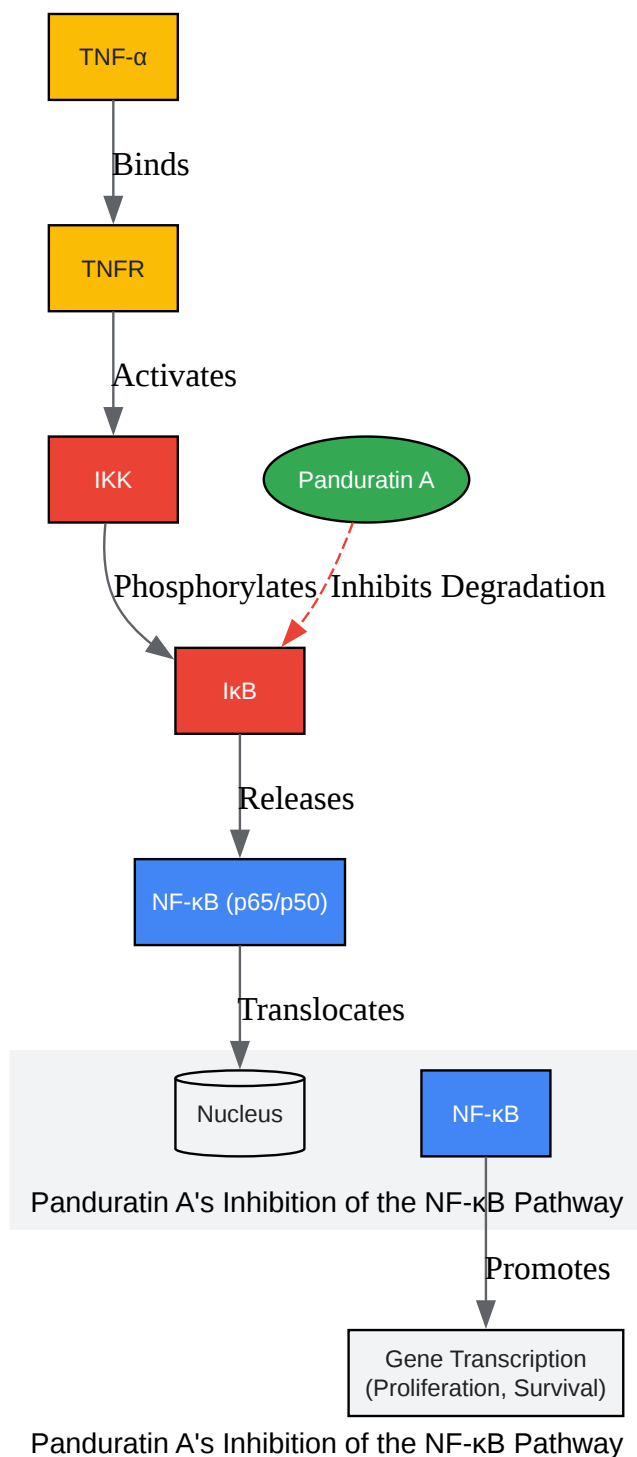 TNF-α
Binds
TNFR
Activates
IKK
Panduratin A
Phosphorylates
Inhibits Degradation
IκB
Releases
NF-κB (p65/p50)
Translocates
Nucleus
NF-κB
Panduratin A's Inhibition of the NF-κB Pathway
Promotes
Gene Transcription
(Proliferation, Survival)
Panduratin A's Inhibition of the NF-κB Pathway